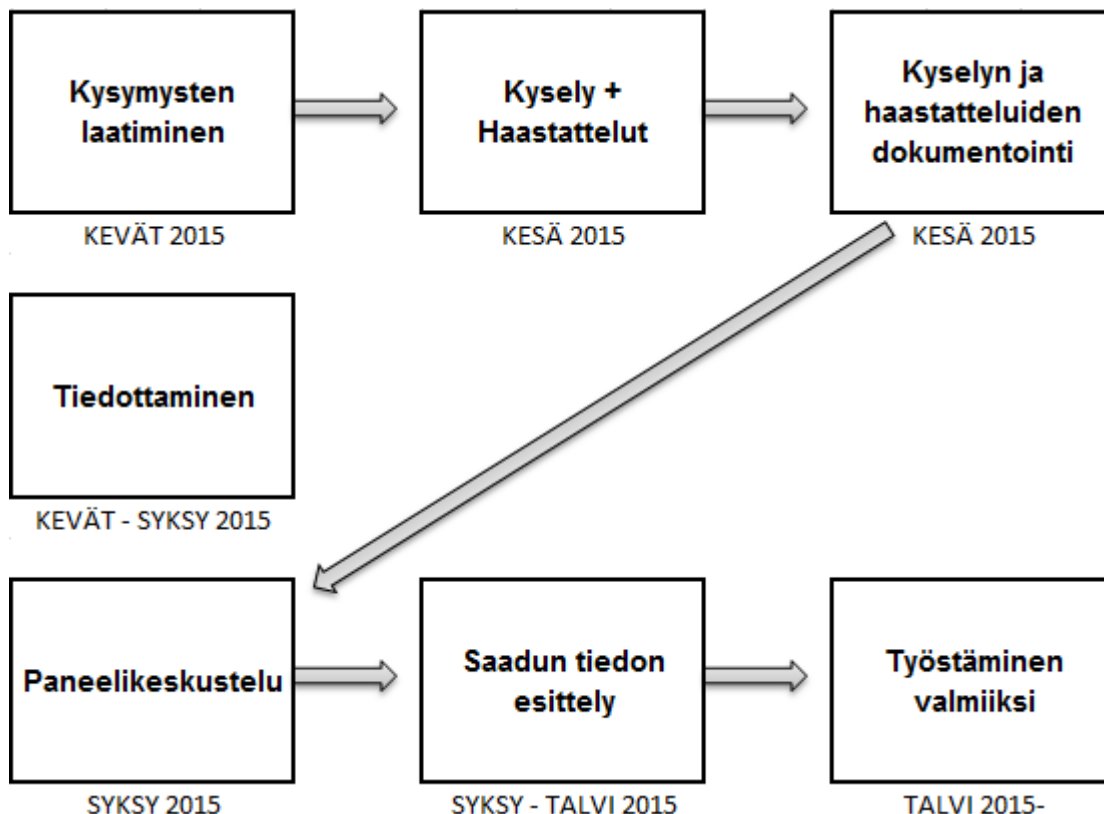 Kysymysten
laatiminen
KEVÄT 2015
Kysely +
Haastattelut
KESÄ 2015
Kyselyn ja
haastatteluiden
dokumentointi
KESÄ 2015
Tiedottaminen
KEVÄT - SYKSY 2015
Paneelikeskustelu
SYKSY 2015
Saadun tiedon
esittely
SYKSY - TALVI 2015
Työstäminen
valmiiksi
TALVI 2015-